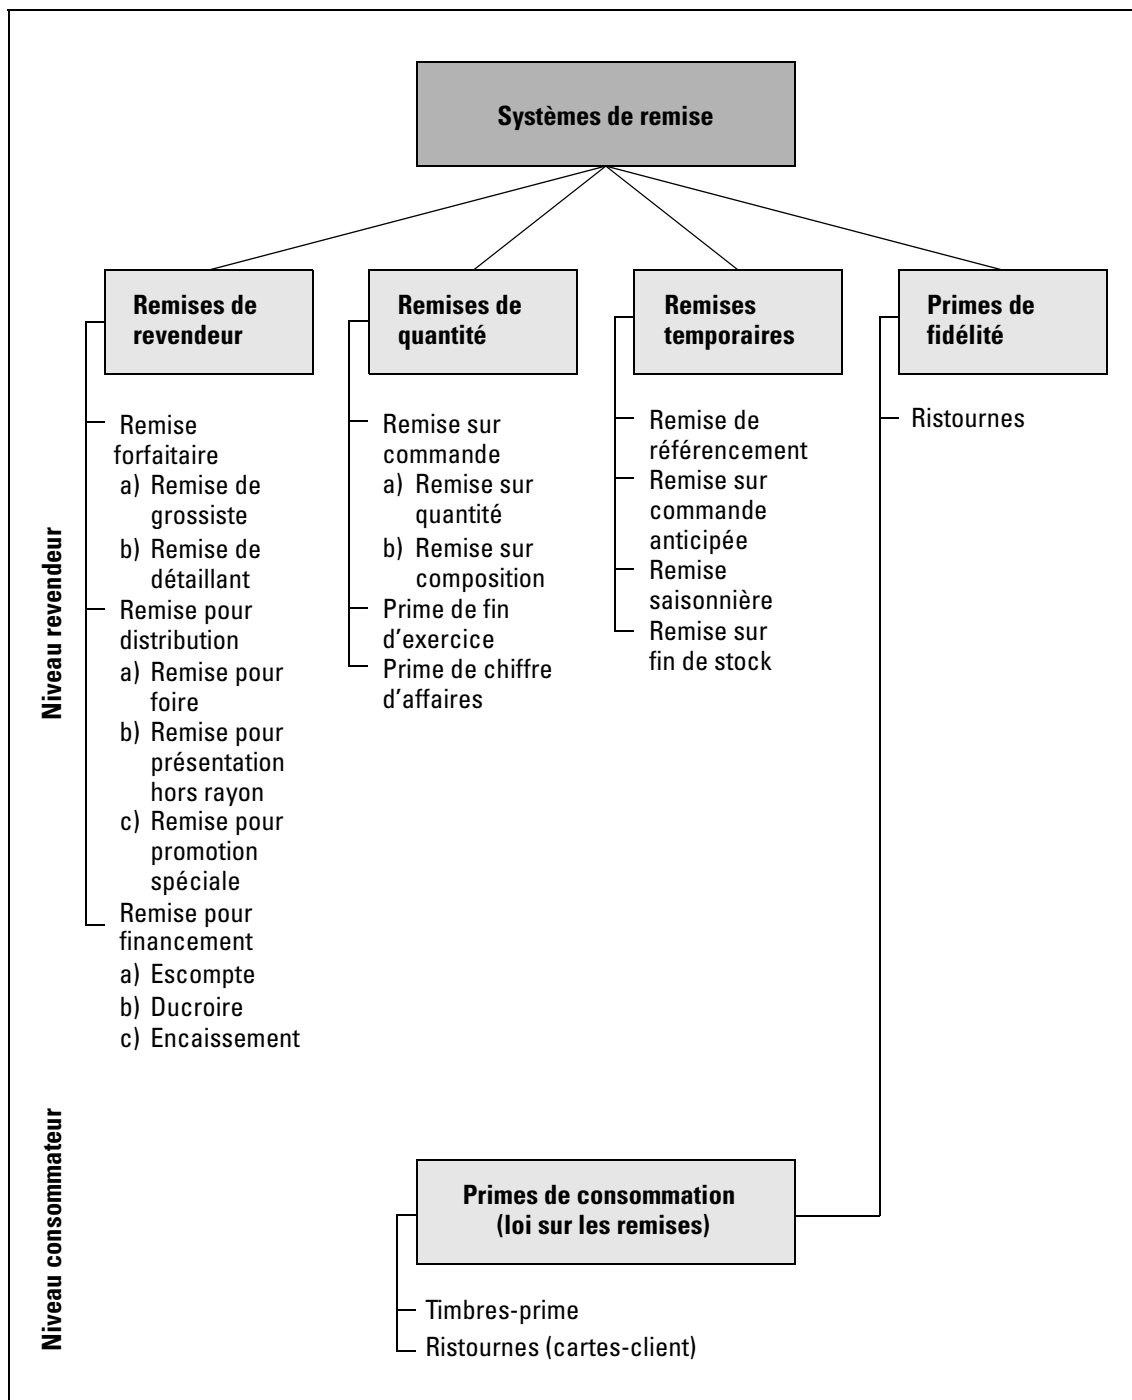 Systèmes de remise
Remises de
revendeur
Remise
forfaitaire
a) Remise de
grossiste
b) Remise de
détaillant
Remise pour
distribution
a) Remise pour
foire
b) Remise pour
présentation
hors rayon
c) Remise pour
promotion
spéciale
Remise pour
financement
a) Escompte
b) Ducroire
c) Encaissement
Remises de
quantité
Remise sur
commande
a) Remise sur
quantité
b) Remise sur
composition
Prime de fin
d'exercice
Prime de chiffre
d'affaires
Remises
temporaires
Remise de
référencement
Remise sur
commande
anticipée
Remise
saisonnière
Remise sur
fin de stock
Primes de
fidélité
Ristournes
Niveau revendeur
Primes de consommation
(loi sur les remises)
Timbres-prime
Ristournes (cartes-client)
Niveau consommateur